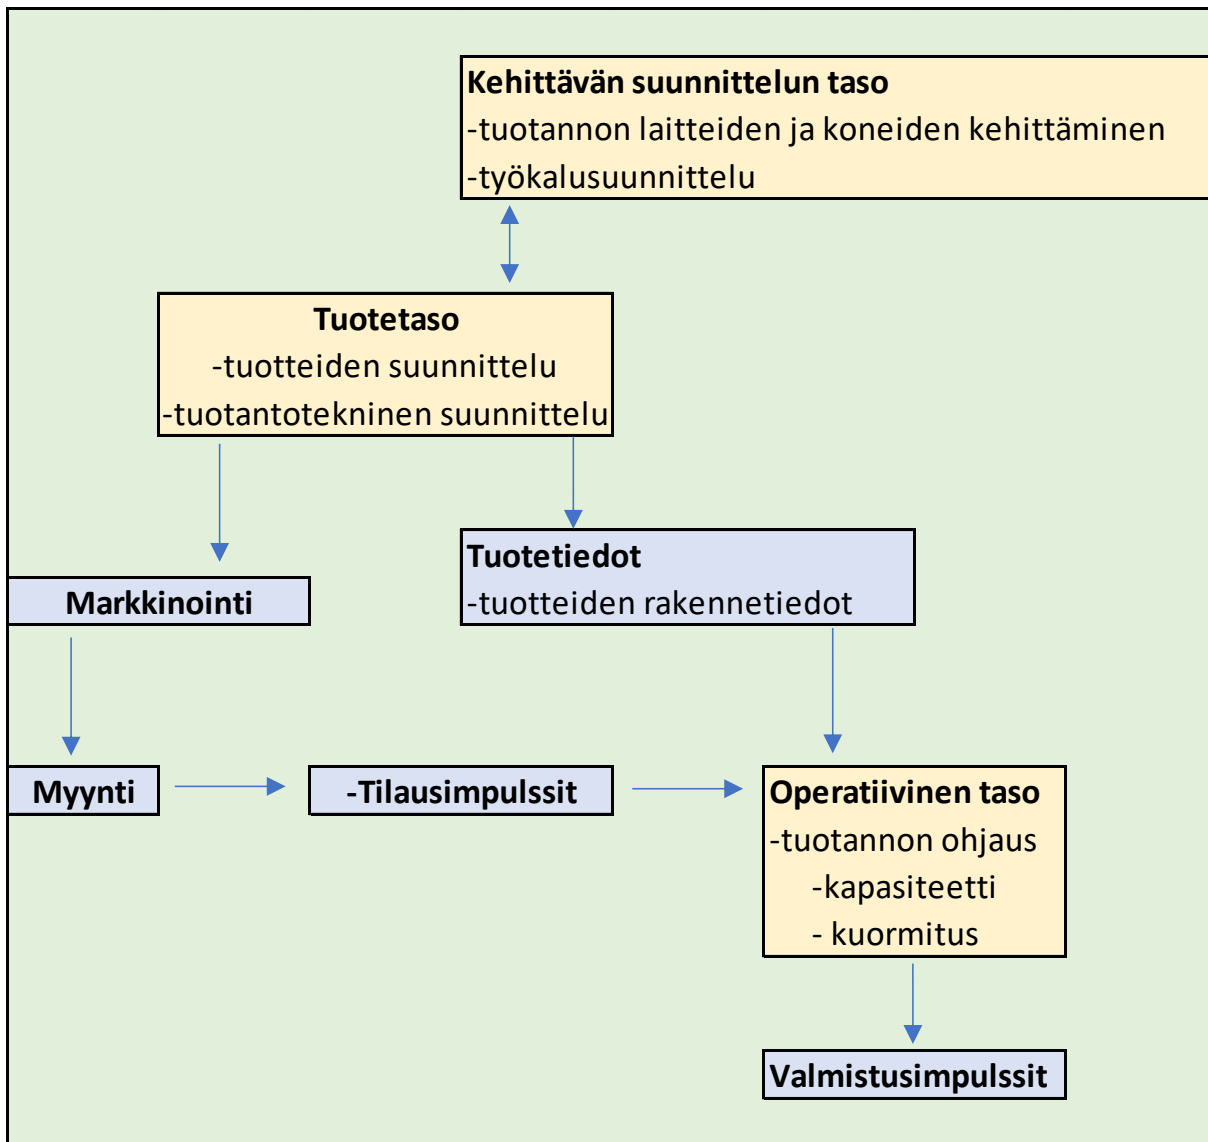 Kehittävän suunnittelun taso
-tuotannon laitteiden ja koneiden kehittäminen
-työkalusuunnittelu
Tuotetaso
-tuotteiden suunnittelu
-tuotantotekninen suunnittelu
Tuotetiedot
-tuotteiden rakennetiedot
Markkinointi
Myynti
-Tilausimpulssit
Operatiivinen taso
-tuotannon ohjaus
-kapasiteetti
- kuormitus
Valmistusimpulssit